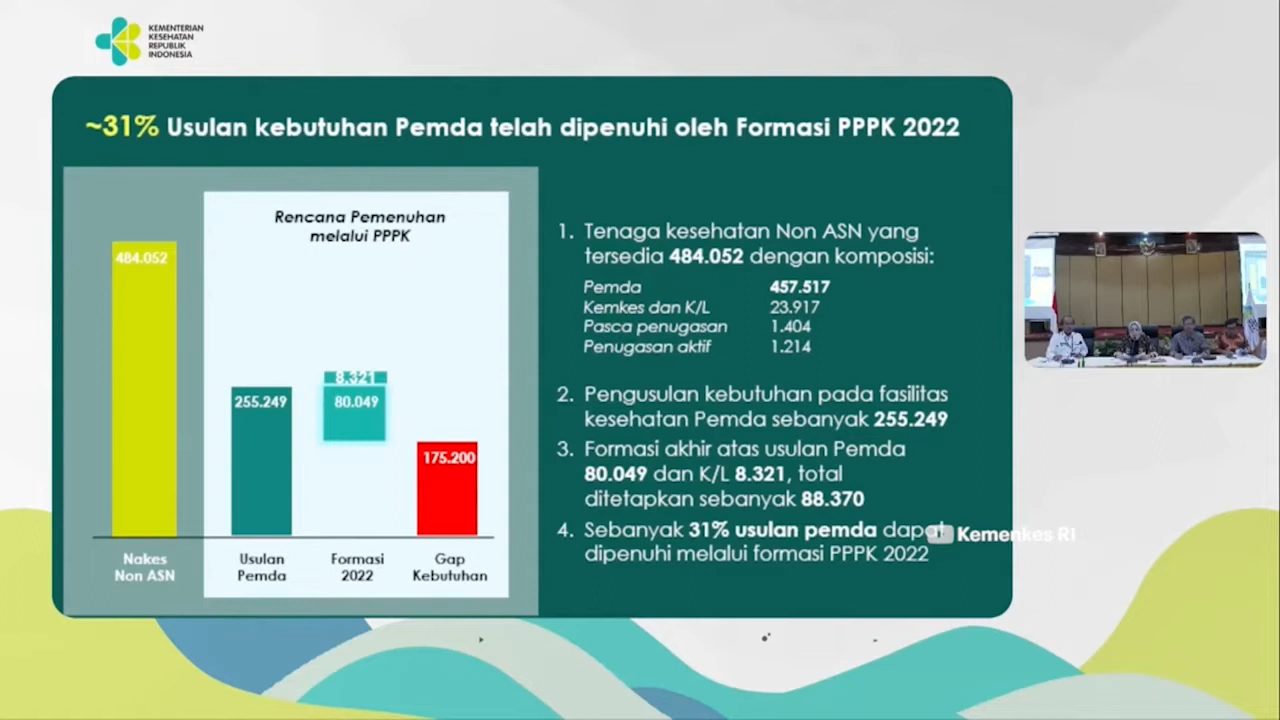 KEMENTERIAN
KESEHATAN
REPUBLIK
INDONESIA
~31% Usulan kebutuhan Pemda telah dipenuhi oleh Formasi PPPK 2022
Rencana Pemenuhan
melalui PPPK
484.052
255.249
8.321
80.049
175.200
Nakes
Non ASN
Usulan
Pemda
Formasi
2022
Gap
Kebutuhan
1. Tenaga kesehatan Non ASN yang
tersedia 484.052 dengan komposisi:
Pemda 457.517
Kemkes dan K/L 23.917
Pasca penugasan 1.404
Penugasan aktif 1.214
2. Pengusulan kebutuhan pada fasilitas
kesehatan Pemda sebanyak 255.249
3. Formasi akhir atas usulan Pemda
80.049 dan K/L 8.321, total
ditetapkan sebanyak 88.370
4. Sebanyak 31% usulan pemda dapat
dipenuhi melalui formasi PPPK 2022
Kemenkes RI